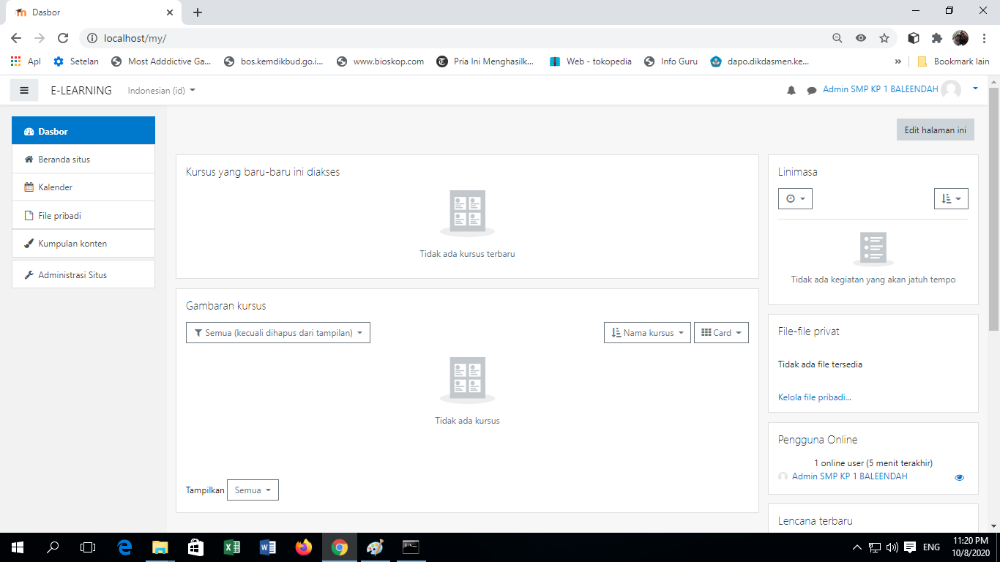 Dasbor
localhost/my/
Apl
Setelan
Most Adddictive Ga...
bos.kemdikbud.go.i...
www.bioskop.com
Pria Ini Menghasilk...
Web - tokopedia
Info Guru
dapo.dikdasmen.ke...
»
Bookmark lain
E-LEARNING
Indonesian (id)
Admin SMP KP 1 BALEENDAH
Dasbor
Beranda situs
Kalender
File pribadi
Kumpulan konten
Administrasi Situs
Edit halaman ini
Kursus yang baru-baru ini diakses
Tidak ada kursus terbaru
Gambaran kursus
Semua (kecuali dihapus dari tampilan)
Nama kursus
Card
Tidak ada kursus
Tampilkan Semua
Linimasa
Tidak ada kegiatan yang akan jatuh tempo
File-file privat
Tidak ada file tersedia
Kelola file pribadi...
Pengguna Online
1 online user (5 menit terakhir)
Admin SMP KP 1 BALEENDAH
Lencana terbaru
ENG
11:20 PM
10/8/2020